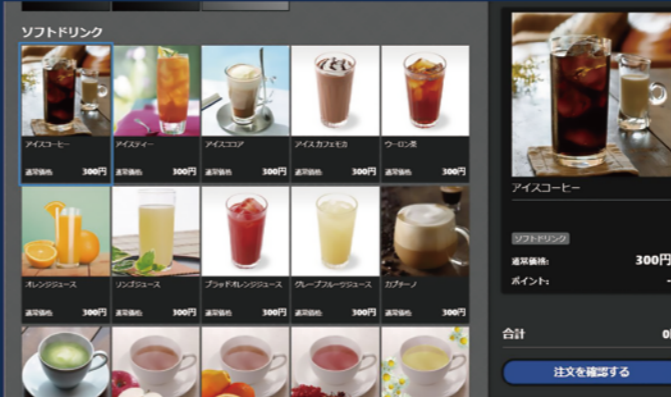 ソフトドリンク
アイスコーヒー
通常価格: 300円
アイスティー
通常価格: 300円
アイスココア
通常価格: 300円
アイスカフェモカ
通常価格: 300円
ウーロン茶
通常価格: 300円
オレンジジュース
通常価格: 300円
リンゴジュース
通常価格: 300円
ブラッドオレンジジュース
通常価格: 300円
グレープフルーツジュース
通常価格: 300円
カプチーノ
通常価格: 300円
アイスコーヒー
ソフトドリンク
通常価格: 300円
ポイント: -
合計 0
注文を確認する